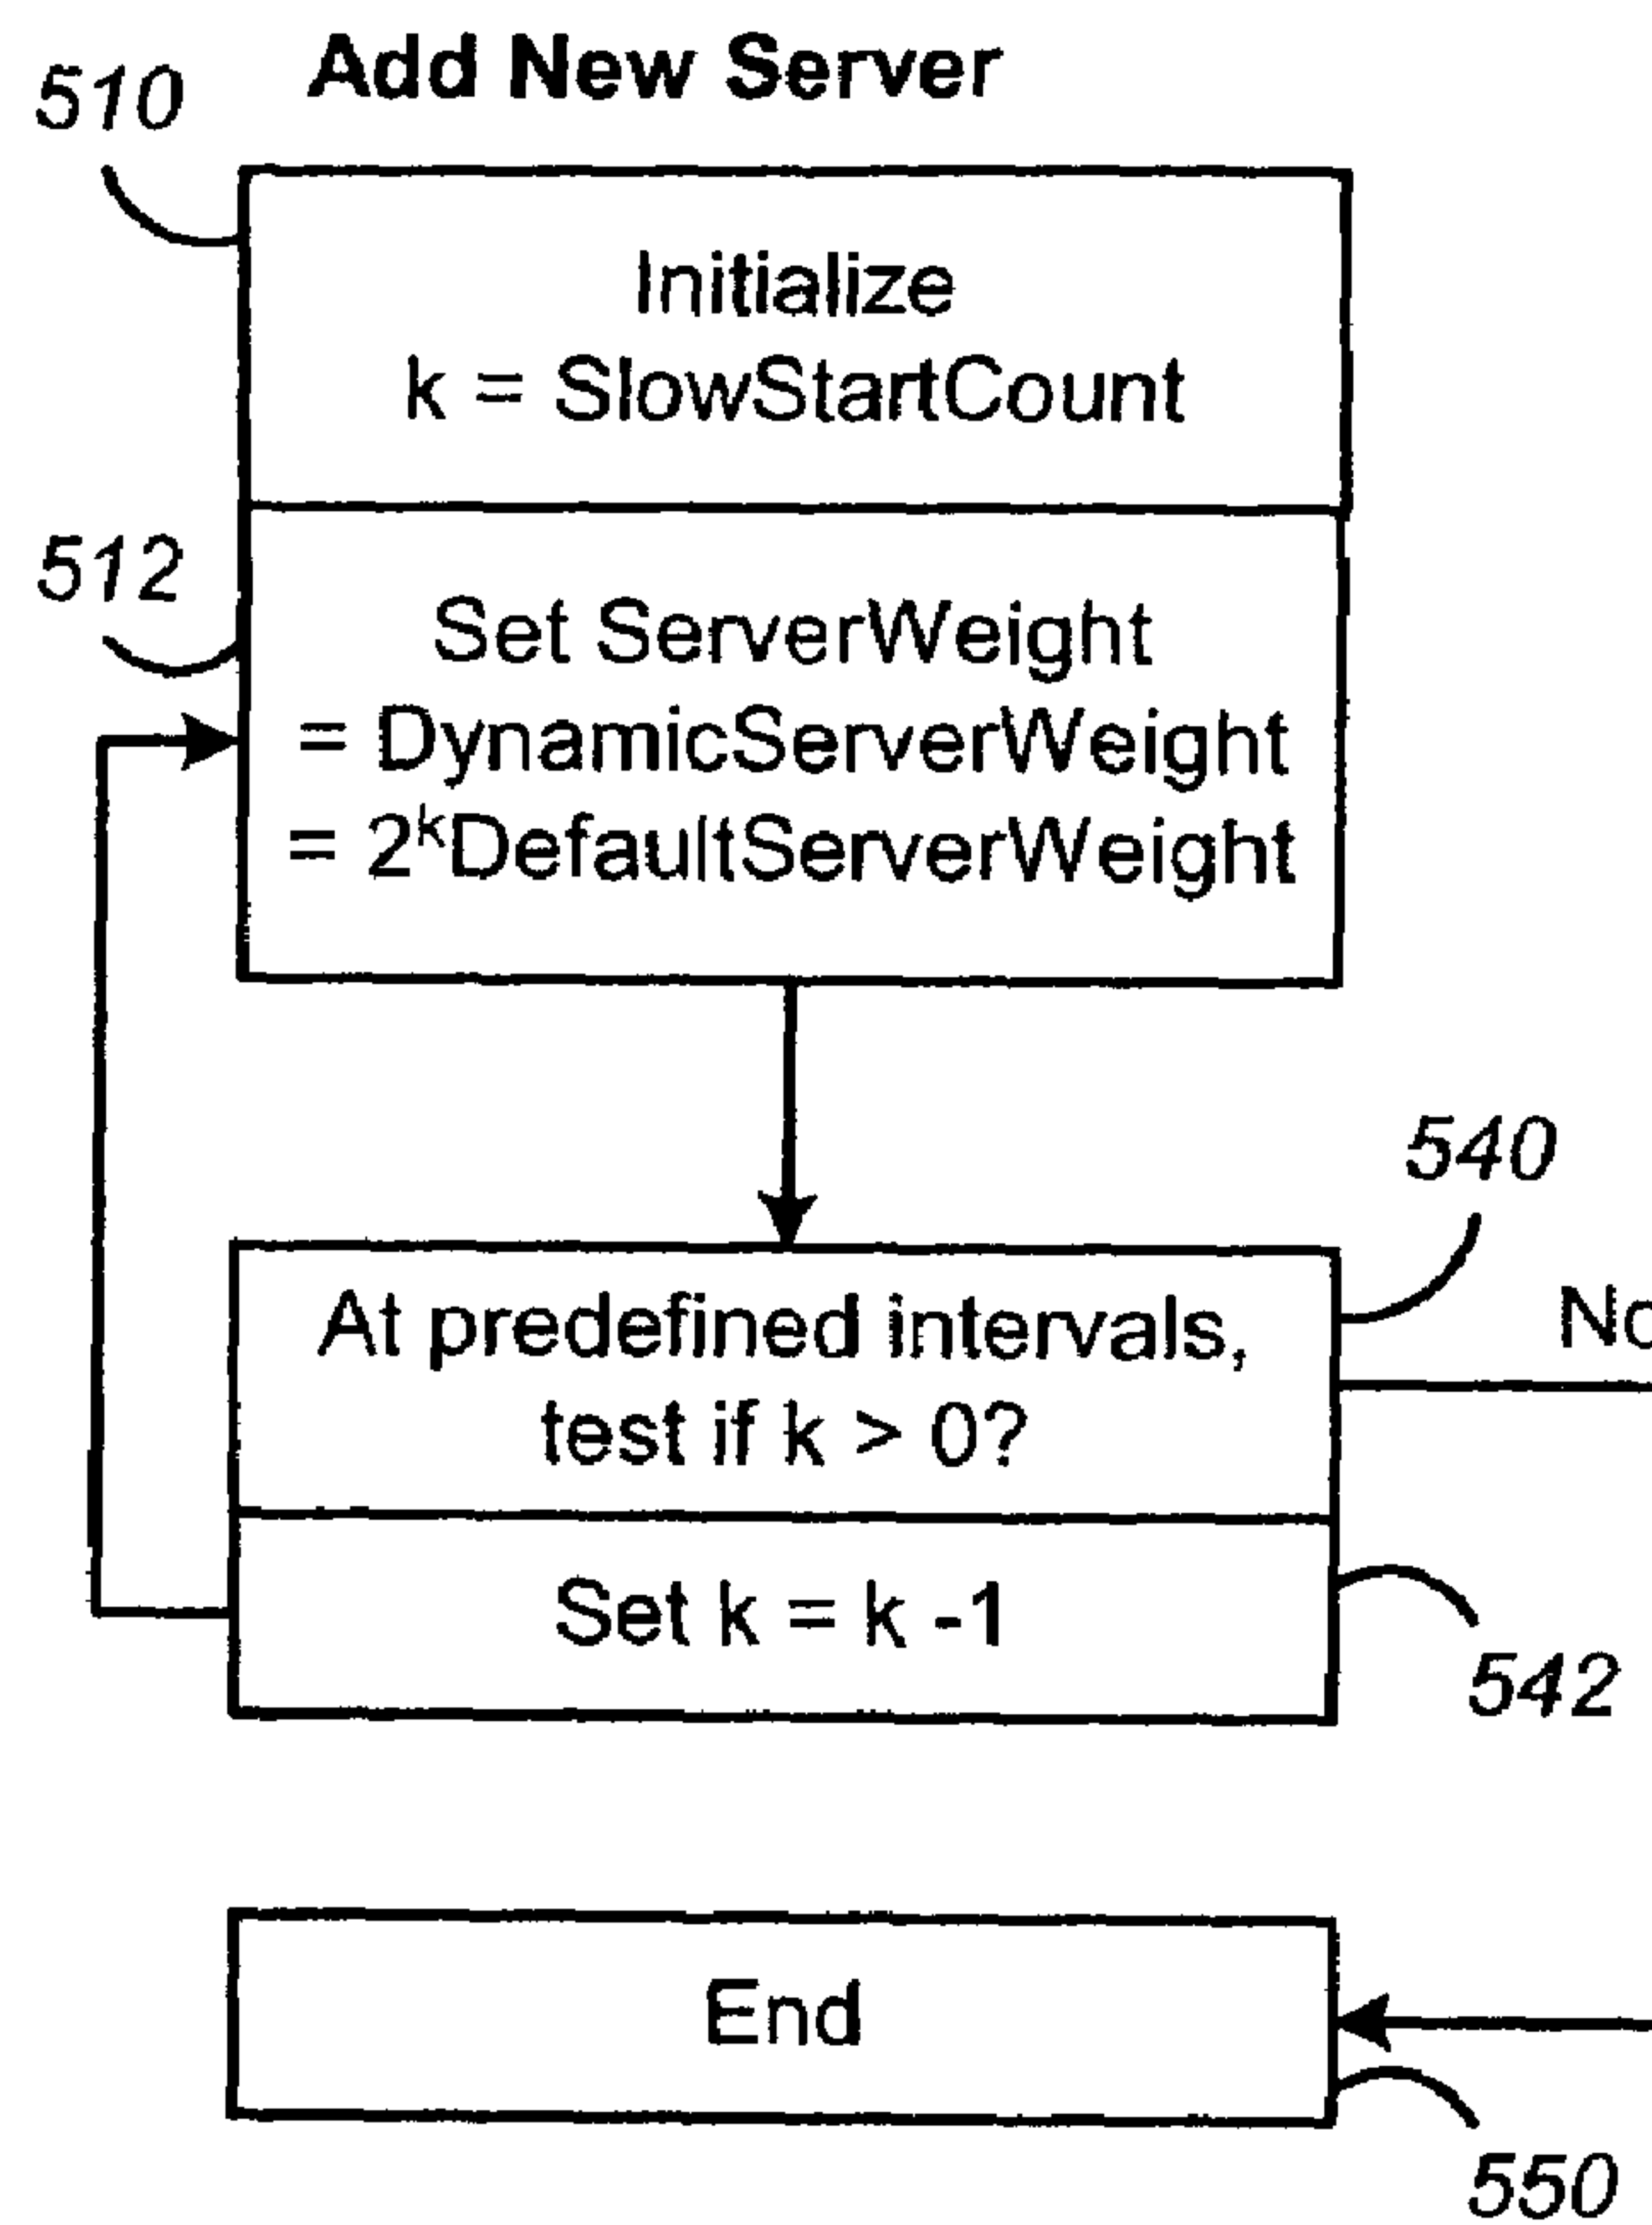 Add New Server
510
Initialize
k = SlowStartCount
512
Set ServerWeight
= DynamicServerWeight
= 2ᵏDefaultServerWeight
540
At predefined intervals,
No
test if k > 0?
Set k = k -1
542
End
550